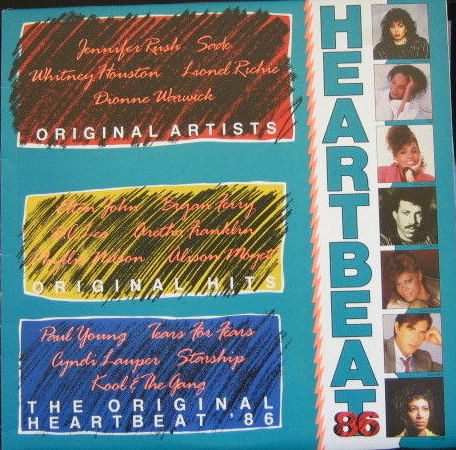 Jennifer Rush Sade
Whitney Houston Lionel Richie
Dionne Warwick
ORIGINAL ARTISTS
Elton John Bryan Ferry
Aretha Franklin
Phyllis Nelson Alison Moyet
ORIGINAL HITS
Paul Young Tears For Fears
Cyndi Lauper Starship
Kool & The Gang
THE ORIGINAL
HEARTBEAT '86
HEARTBEAT
86